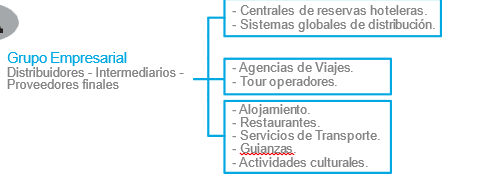 - Centrales de reservas hoteleras.
- Sistemas globales de distribución.
Grupo Empresarial
Distribuidores - Intermediarios -
Proveedores finales
- Agencias de Viajes.
- Tour operadores.
- Alojamiento.
- Restaurantes.
- Servicios de Transporte.
- Guianzas.
- Actividades culturales.